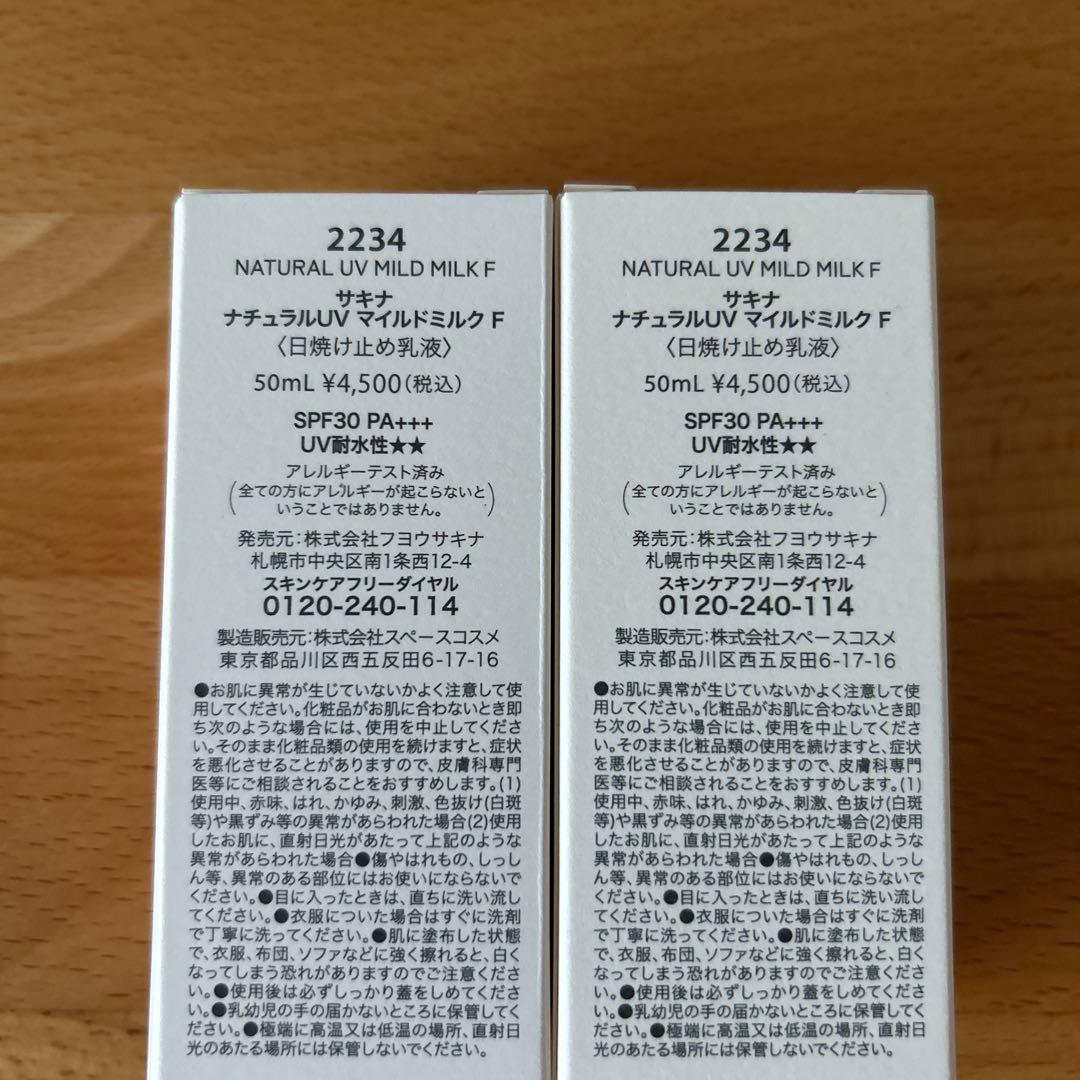 2234
NATURAL UV MILD MILK F
サキナ
ナチュラルUV マイルドミルク F
〈日焼け止め乳液〉
50mL ¥4,500(税込)
SPF30 PA+++
UV耐水性★★
アレルギーテスト済み
(全ての方にアレルギーが起こらないと
いうことではありません。)
発売元:株式会社フヨウサキナ
札幌市中央区南1条西12-4
スキンケアフリーダイヤル
0120-240-114
製造販売元:株式会社スペースコスメ
東京都品川区西五反田6-17-16
●お肌に異常が生じていないかよく注意して使
用してください。化粧品がお肌に合わないとき即
ち次のような場合には、使用を中止してくださ
い。そのまま化粧品類の使用を続けますと、症状
を悪化させることがありますので、皮膚科専門
医等にご相談されることをおすすめします。(1)
使用中、赤味、はれ、かゆみ、刺激、色抜け(白斑
等)や黒ずみ等の異常があらわれた場合(2)使用
したお肌に、直射日光があたって上記のような
異常があらわれた場合●傷やはれもの、しっし
ん等、異常のある部位にはお使いにならないで
ください。●目に入ったときは、直ちに洗い流し
てください。●衣服についた場合はすぐに洗剤
で丁寧に洗ってください。●肌に塗布した状態
で、衣服、布団、ソファなどに強く擦れると、白く
なってしまう恐れがありますのでご注意くださ
い。●使用後は必ずしっかり蓋をしめてくださ
い。●乳幼児の手の届かないところに保管してく
ださい。●極端に高温又は低温の場所、直射日
光のあたる場所には保管しないでください。
2234
NATURAL UV MILD MILK F
サキナ
ナチュラルUV マイルドミルク F
〈日焼け止め乳液〉
50mL ¥4,500(税込)
SPF30 PA+++
UV耐水性★★
アレルギーテスト済み
(全ての方にアレルギーが起こらないと
いうことではありません。)
発売元:株式会社フヨウサキナ
札幌市中央区南1条西12-4
スキンケアフリーダイヤル
0120-240-114
製造販売元:株式会社スペースコスメ
東京都品川区西五反田6-17-16
●お肌に異常が生じていないかよく注意して使
用してください。化粧品がお肌に合わないとき即
ち次のような場合には、使用を中止してくださ
い。そのまま化粧品類の使用を続けますと、症状
を悪化させることがありますので、皮膚科専門
医等にご相談されることをおすすめします。(1)
使用中、赤味、はれ、かゆみ、刺激、色抜け(白斑
等)や黒ずみ等の異常があらわれた場合(2)使用
したお肌に、直射日光があたって上記のような
異常があらわれた場合●傷やはれもの、しっし
ん等、異常のある部位にはお使いにならないで
ください。●目に入ったときは、直ちに洗い流し
てください。●衣服についた場合はすぐに洗剤
で丁寧に洗ってください。●肌に塗布した状態
で、衣服、布団、ソファなどに強く擦れると、白く
なってしまう恐れがありますのでご注意くださ
い。●使用後は必ずしっかり蓋をしめてくださ
い。●乳幼児の手の届かないところに保管してく
ださい。●極端に高温又は低温の場所、直射日
光のあたる場所には保管しないでください。